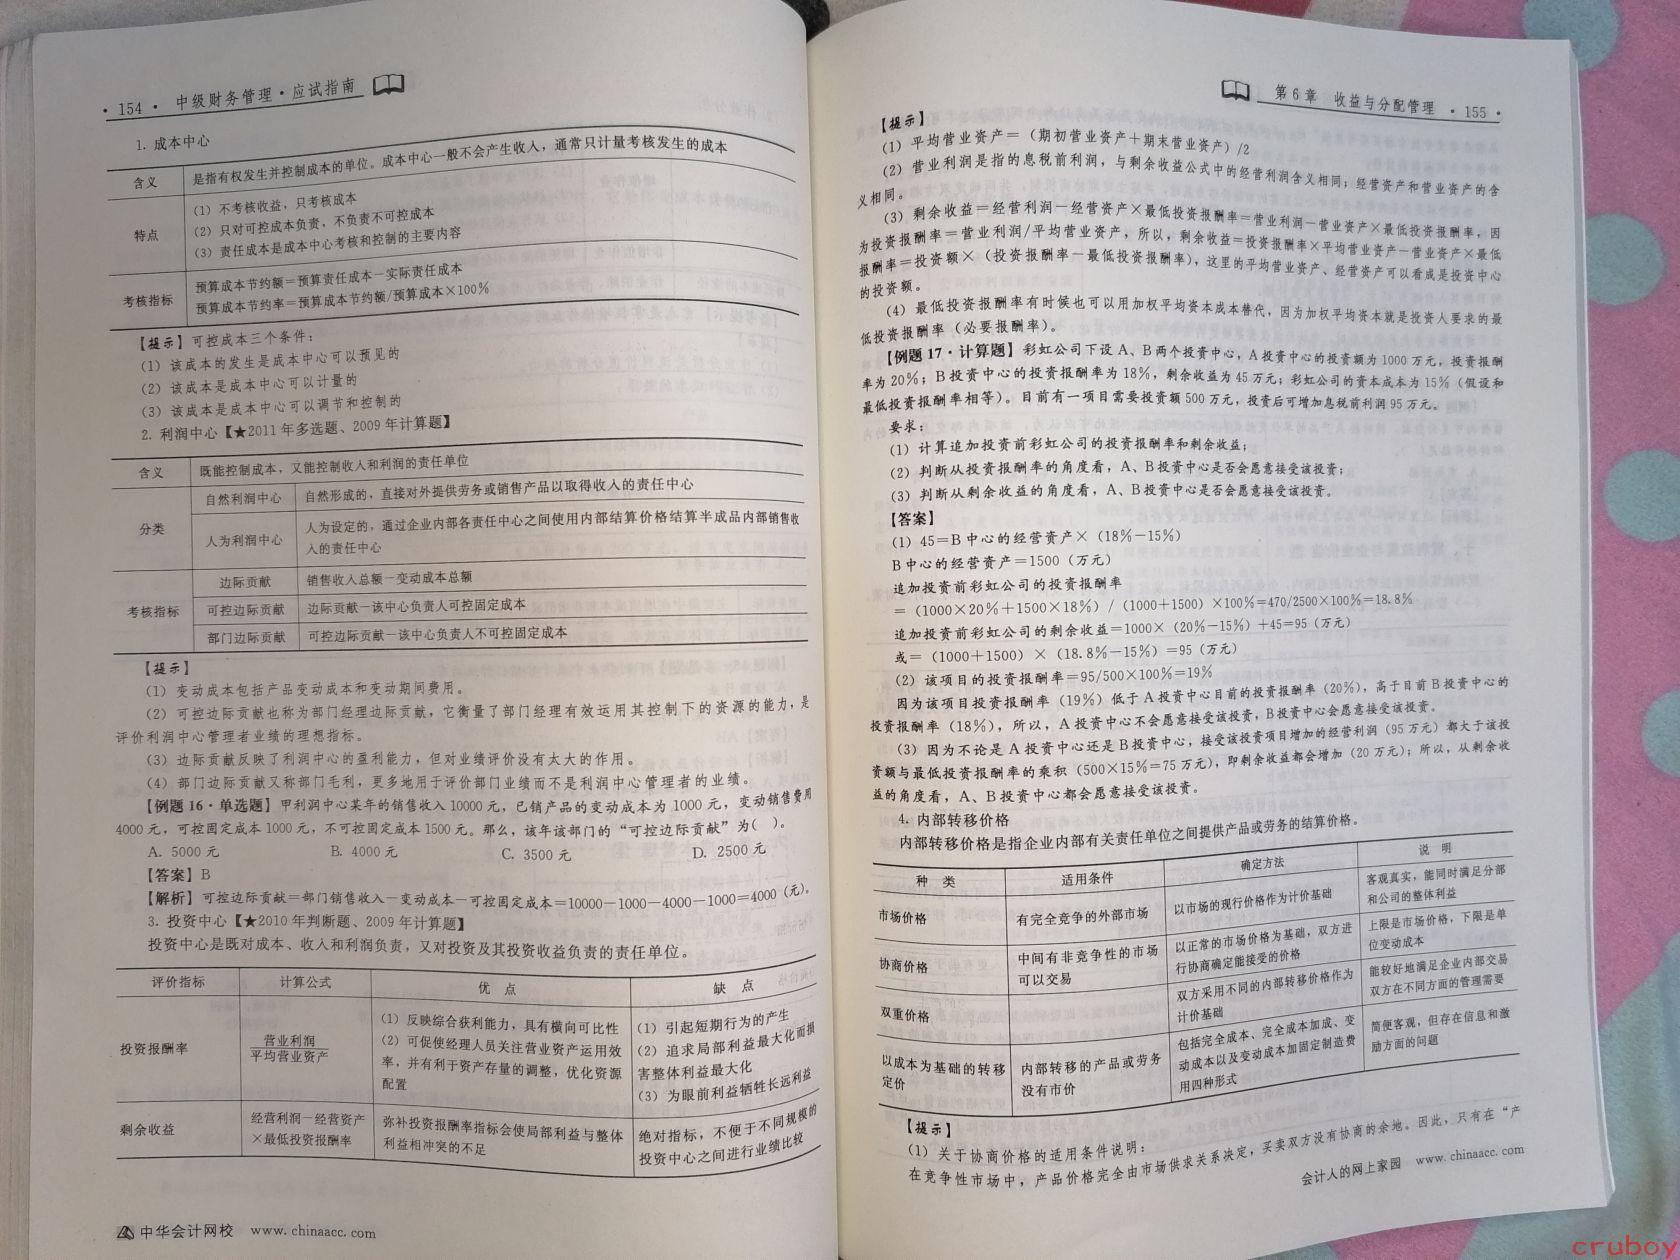 · 154 · 中级财务管理·应试指南
1. 成本中心
含义 是指有权发生并控制成本的单位。成本中心一般不会产生收入，通常只计量考核发生的成本
特点
(1) 不考核收益，只考核成本
(2) 只对可控成本负责，不负责不可控成本
(3) 责任成本是成本中心考核和控制的主要内容
考核指标
预算成本节约额＝预算责任成本－实际责任成本
预算成本节约率＝预算成本节约额/预算成本×100%
【提示】可控成本三个条件：
(1) 该成本的发生是成本中心可以预见的
(2) 该成本是成本中心可以计量的
(3) 该成本是成本中心可以调节和控制的
2. 利润中心【★2011 年多选题、2009 年计算题】
含义 既能控制成本，又能控制收入和利润的责任单位
分类
自然利润中心 自然形成的，直接对外提供劳务或销售产品以取得收入的责任中心
人为利润中心 人为设定的，通过企业内部各责任中心之间使用内部结算价格结算半成品内部销售收
入的责任中心
考核指标
边际贡献 销售收入总额－变动成本总额
可控边际贡献 边际贡献－该中心负责人可控固定成本
部门边际贡献 可控边际贡献－该中心负责人不可控固定成本
【提示】
(1) 变动成本包括产品变动成本和变动期间费用。
(2) 可控边际贡献也称为部门经理边际贡献，它衡量了部门经理有效运用其控制下的资源的能力，是
评价利润中心管理者业绩的理想指标。
(3) 边际贡献反映了利润中心的盈利能力，但对业绩评价没有太大的作用。
(4) 部门边际贡献又称部门毛利，更多地用于评价部门业绩而不是利润中心管理者的业绩。
【例题 16·单选题】甲利润中心某年的销售收入 10000 元，已销产品的变动成本为 1000 元，变动销售费用
4000 元，可控固定成本 1000 元，不可控固定成本 1500 元。那么，该年该部门的“可控边际贡献”为( )。
A. 5000 元 B. 4000 元 C. 3500 元 D. 2500 元
【答案】B
【解析】可控边际贡献＝部门销售收入－变动成本－可控固定成本＝10000－1000－4000－1000＝4000 (元)。
3. 投资中心【★2010 年判断题、2009 年计算题】
投资中心是既对成本、收入和利润负责，又对投资及其投资收益负责的责任单位。
评价指标 计算公式 优 点 缺 点
投资报酬率
营业利润
平均营业资产
(1) 反映综合获利能力，具有横向可比性
(2) 可促使经理人员关注营业资产运用效
率，并有利于资产存量的调整，优化资源
配置
(1) 引起短期行为的产生
(2) 追求局部利益最大化而损
害整体利益最大化
(3) 为眼前利益牺牲长远利益
剩余收益
经营利润－经营资产
×最低投资报酬率
弥补投资报酬率指标会使局部利益与整体
利益相冲突的不足
绝对指标，不便于不同规模的
投资中心之间进行业绩比较
中华会计网校 www. chinaacc. com
第 6 章 收益与分配管理 · 155 ·
【提示】
(1) 平均营业资产＝（期初营业资产＋期末营业资产）/2
(2) 营业利润是指的息税前利润，与剩余收益公式中的经营利润含义相同；经营资产和营业资产的含
义相同。
(3) 剩余收益＝经营利润－经营资产×最低投资报酬率＝营业利润－营业资产×最低投资报酬率，因
为投资报酬率＝营业利润/平均营业资产，所以，剩余收益＝投资报酬率×平均营业资产－营业资产×最低
报酬率＝投资额×（投资报酬率－最低投资报酬率），这里的平均营业资产、经营资产可以看成是投资中心
的投资额。
(4) 最低投资报酬率有时候也可以用加权平均资本成本替代，因为加权平均资本就是投资人要求的最
低投资报酬率（必要报酬率）。
【例题 17·计算题】彩虹公司下设 A、B 两个投资中心，A 投资中心的投资额为 1000 万元，投资报酬
率为 20%；B 投资中心的投资报酬率为 18%，剩余收益为 45 万元；彩虹公司的资本成本为 15%（假设和
最低投资报酬率相等）。目前有一项目需要投资额 500 万元，投资后可增加息税前利润 95 万元。
要求：
(1) 计算追加投资前彩虹公司的投资报酬率和剩余收益；
(2) 判断从投资报酬率的角度看，A、B 投资中心是否会愿意接受该投资；
(3) 判断从剩余收益的角度看，A、B 投资中心是否会愿意接受该投资。
【答案】
(1) 45＝B 中心的经营资产×（18%－15%）
B 中心的经营资产＝1500（万元）
追加投资前彩虹公司的投资报酬率
＝（1000×20%＋1500×18%）/（1000＋1500）×100%＝470/2500×100%＝18.8%
追加投资前彩虹公司的剩余收益＝1000×（20%－15%）＋45＝95（万元）
或＝（1000＋1500）×（18.8%－15%）＝95（万元）
(2) 该项目的投资报酬率＝95/500×100%＝19%
因为该项目投资报酬率（19%）低于 A 投资中心目前的投资报酬率（20%），高于目前 B 投资中心的
投资报酬率（18%），所以，A 投资中心不会愿意接受该投资，B 投资中心会愿意接受该投资。
(3) 因为不论是 A 投资中心还是 B 投资中心，接受该投资项目增加的经营利润（95 万元）都大于该投
资额与最低投资报酬率的乘积（500×15%＝75 万元），即剩余收益都会增加（20 万元）；所以，从剩余收
益的角度看，A、B 投资中心都会愿意接受该投资。
4. 内部转移价格
内部转移价格是指企业内部有关责任单位之间提供产品或劳务的结算价格。
种 类 适用条件 确定方法 说 明
市场价格 有完全竞争的外部市场 以市场的现行价格作为计价基础
客观真实，能同时满足分部
和公司的整体利益
协商价格
中间有非竞争性的市场
可以交易
以正常的市场价格为基础，双方进
行协商确定能接受的价格
上限是市场价格，下限是单
位变动成本
双重价格
双方采用不同的内部转移价格作为
计价基础
能较好地满足企业内部交易
双方在不同方面的管理需要
以成本为基础的转移
定价
内部转移的产品或劳务
没有市价
包括完全成本、完全成本加成、变
动成本以及变动成本加固定制造费
用四种形式
简便客观，但存在信息和激
励方面的问题
【提示】
(1) 关于协商价格的适用条件说明：
在竞争性市场中，产品价格完全由市场供求关系决定，买卖双方没有协商的余地。因此，只有在“产
会计人的网上家园 www. chinaacc. com
cruboy